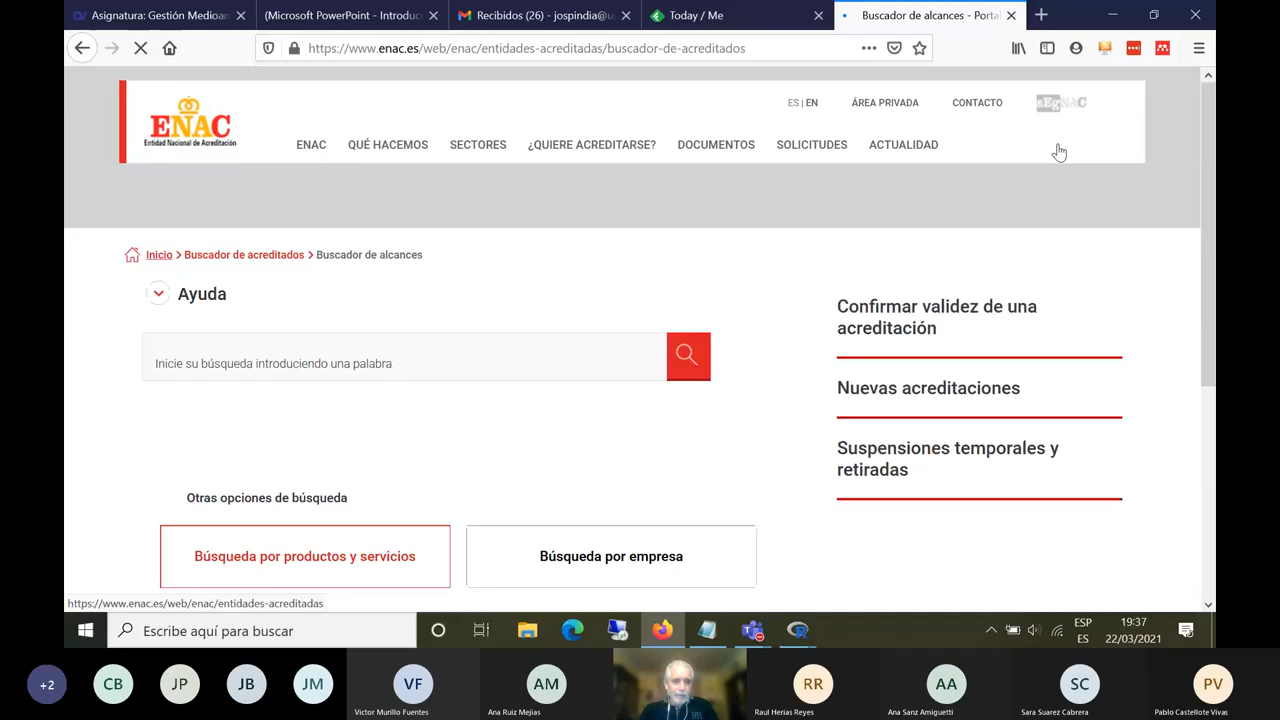 Asignatura: Gestión Medioam
(Microsoft PowerPoint - Introduc
Recibidos (26) - jospindia@u
Today / Me
Buscador de alcances - Porta
https://www.enac.es/web/enac/entidades-acreditadas/buscador-de-acreditados
ES | EN
ÁREA PRIVADA
CONTACTO
sEgNAC
ENAC
Entidad Nacional de Acreditación
ENAC
QUÉ HACEMOS
SECTORES
¿QUIERE ACREDITARSE?
DOCUMENTOS
SOLICITUDES
ACTUALIDAD
Inicio > Buscador de acreditados > Buscador de alcances
Ayuda
Inicie su búsqueda introduciendo una palabra
Confirmar validez de una
acreditación
Nuevas acreditaciones
Suspensiones temporales y
retiradas
Otras opciones de búsqueda
Búsqueda por productos y servicios
Búsqueda por empresa
https://www.enac.es/web/enac/entidades-acreditadas
Escribe aquí para buscar
ESP
ES
19:37
22/03/2021
+2
CB
JP
JB
JM
VF
AM
RR
AA
SC
PV
Victor Murillo Fuentes
Ana Ruiz Mejias
Raul Herias Reyes
Ana Sanz Amiguetti
Sara Suarez Cabrera
Pablo Castellote Vivas